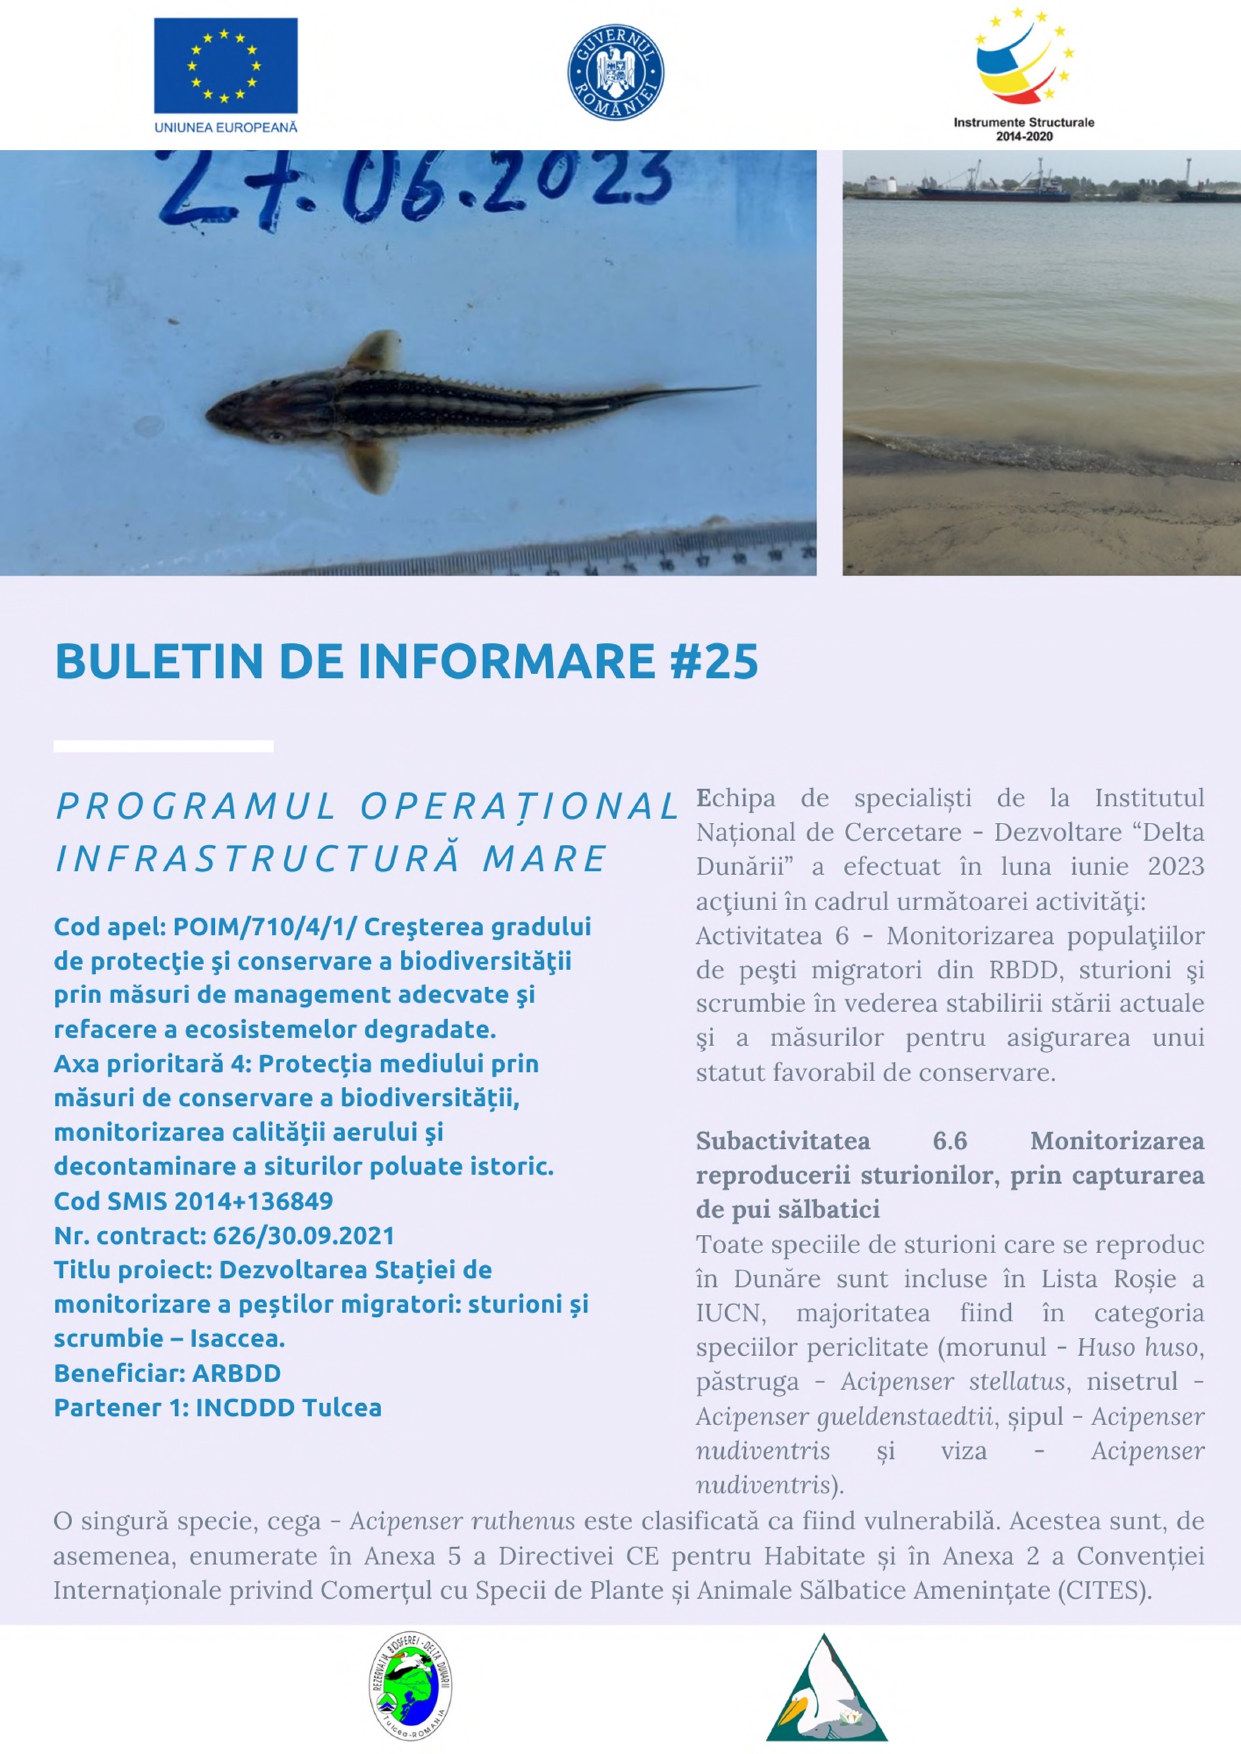 UNIUNEA EUROPEANĂ
GUVERNUL ROMÂNIEI
Instrumente Structurale
2014-2020
27.06.2023
14
16
17
18
19
20
BULETIN DE INFORMARE #25
PROGRAMUL OPERAȚIONAL
INFRASTRUCTURĂ MARE
Cod apel: POIM/710/4/1/ Creşterea gradului
de protecţie şi conservare a biodiversităţii
prin măsuri de management adecvate şi
refacere a ecosistemelor degradate.
Axa prioritară 4: Protecția mediului prin
măsuri de conservare a biodiversității,
monitorizarea calității aerului şi
decontaminare a siturilor poluate istoric.
Cod SMIS 2014+136849
Nr. contract: 626/30.09.2021
Titlu proiect: Dezvoltarea Stației de
monitorizare a peștilor migratori: sturioni și
scrumbie – Isaccea.
Beneficiar: ARBDD
Partener 1: INCDDD Tulcea
Echipa de specialiști de la Institutul
Național de Cercetare - Dezvoltare “Delta
Dunării” a efectuat în luna iunie 2023
acţiuni în cadrul următoarei activităţi:
Activitatea 6 - Monitorizarea populaţiilor
de peşti migratori din RBDD, sturioni şi
scrumbie în vederea stabilirii stării actuale
şi a măsurilor pentru asigurarea unui
statut favorabil de conservare.
Subactivitatea 6.6 Monitorizarea
reproducerii sturionilor, prin capturarea
de pui sălbatici
Toate speciile de sturioni care se reproduc
în Dunăre sunt incluse în Lista Roșie a
IUCN, majoritatea fiind în categoria
speciilor periclitate (morunul - Huso huso,
păstruga - Acipenser stellatus, nisetrul -
Acipenser gueldenstaedtii, șipul - Acipenser
nudiventris și viza - Acipenser
nudiventris).
O singură specie, cega - Acipenser ruthenus este clasificată ca fiind vulnerabilă. Acestea sunt, de
asemenea, enumerate în Anexa 5 a Directivei CE pentru Habitate și în Anexa 2 a Convenției
Internaționale privind Comerțul cu Specii de Plante și Animale Sălbatice Amenințate (CITES).
REZERVAȚIA BIOSFEREI - DELTA DUNĂRII
Tulcea-ROMANIA